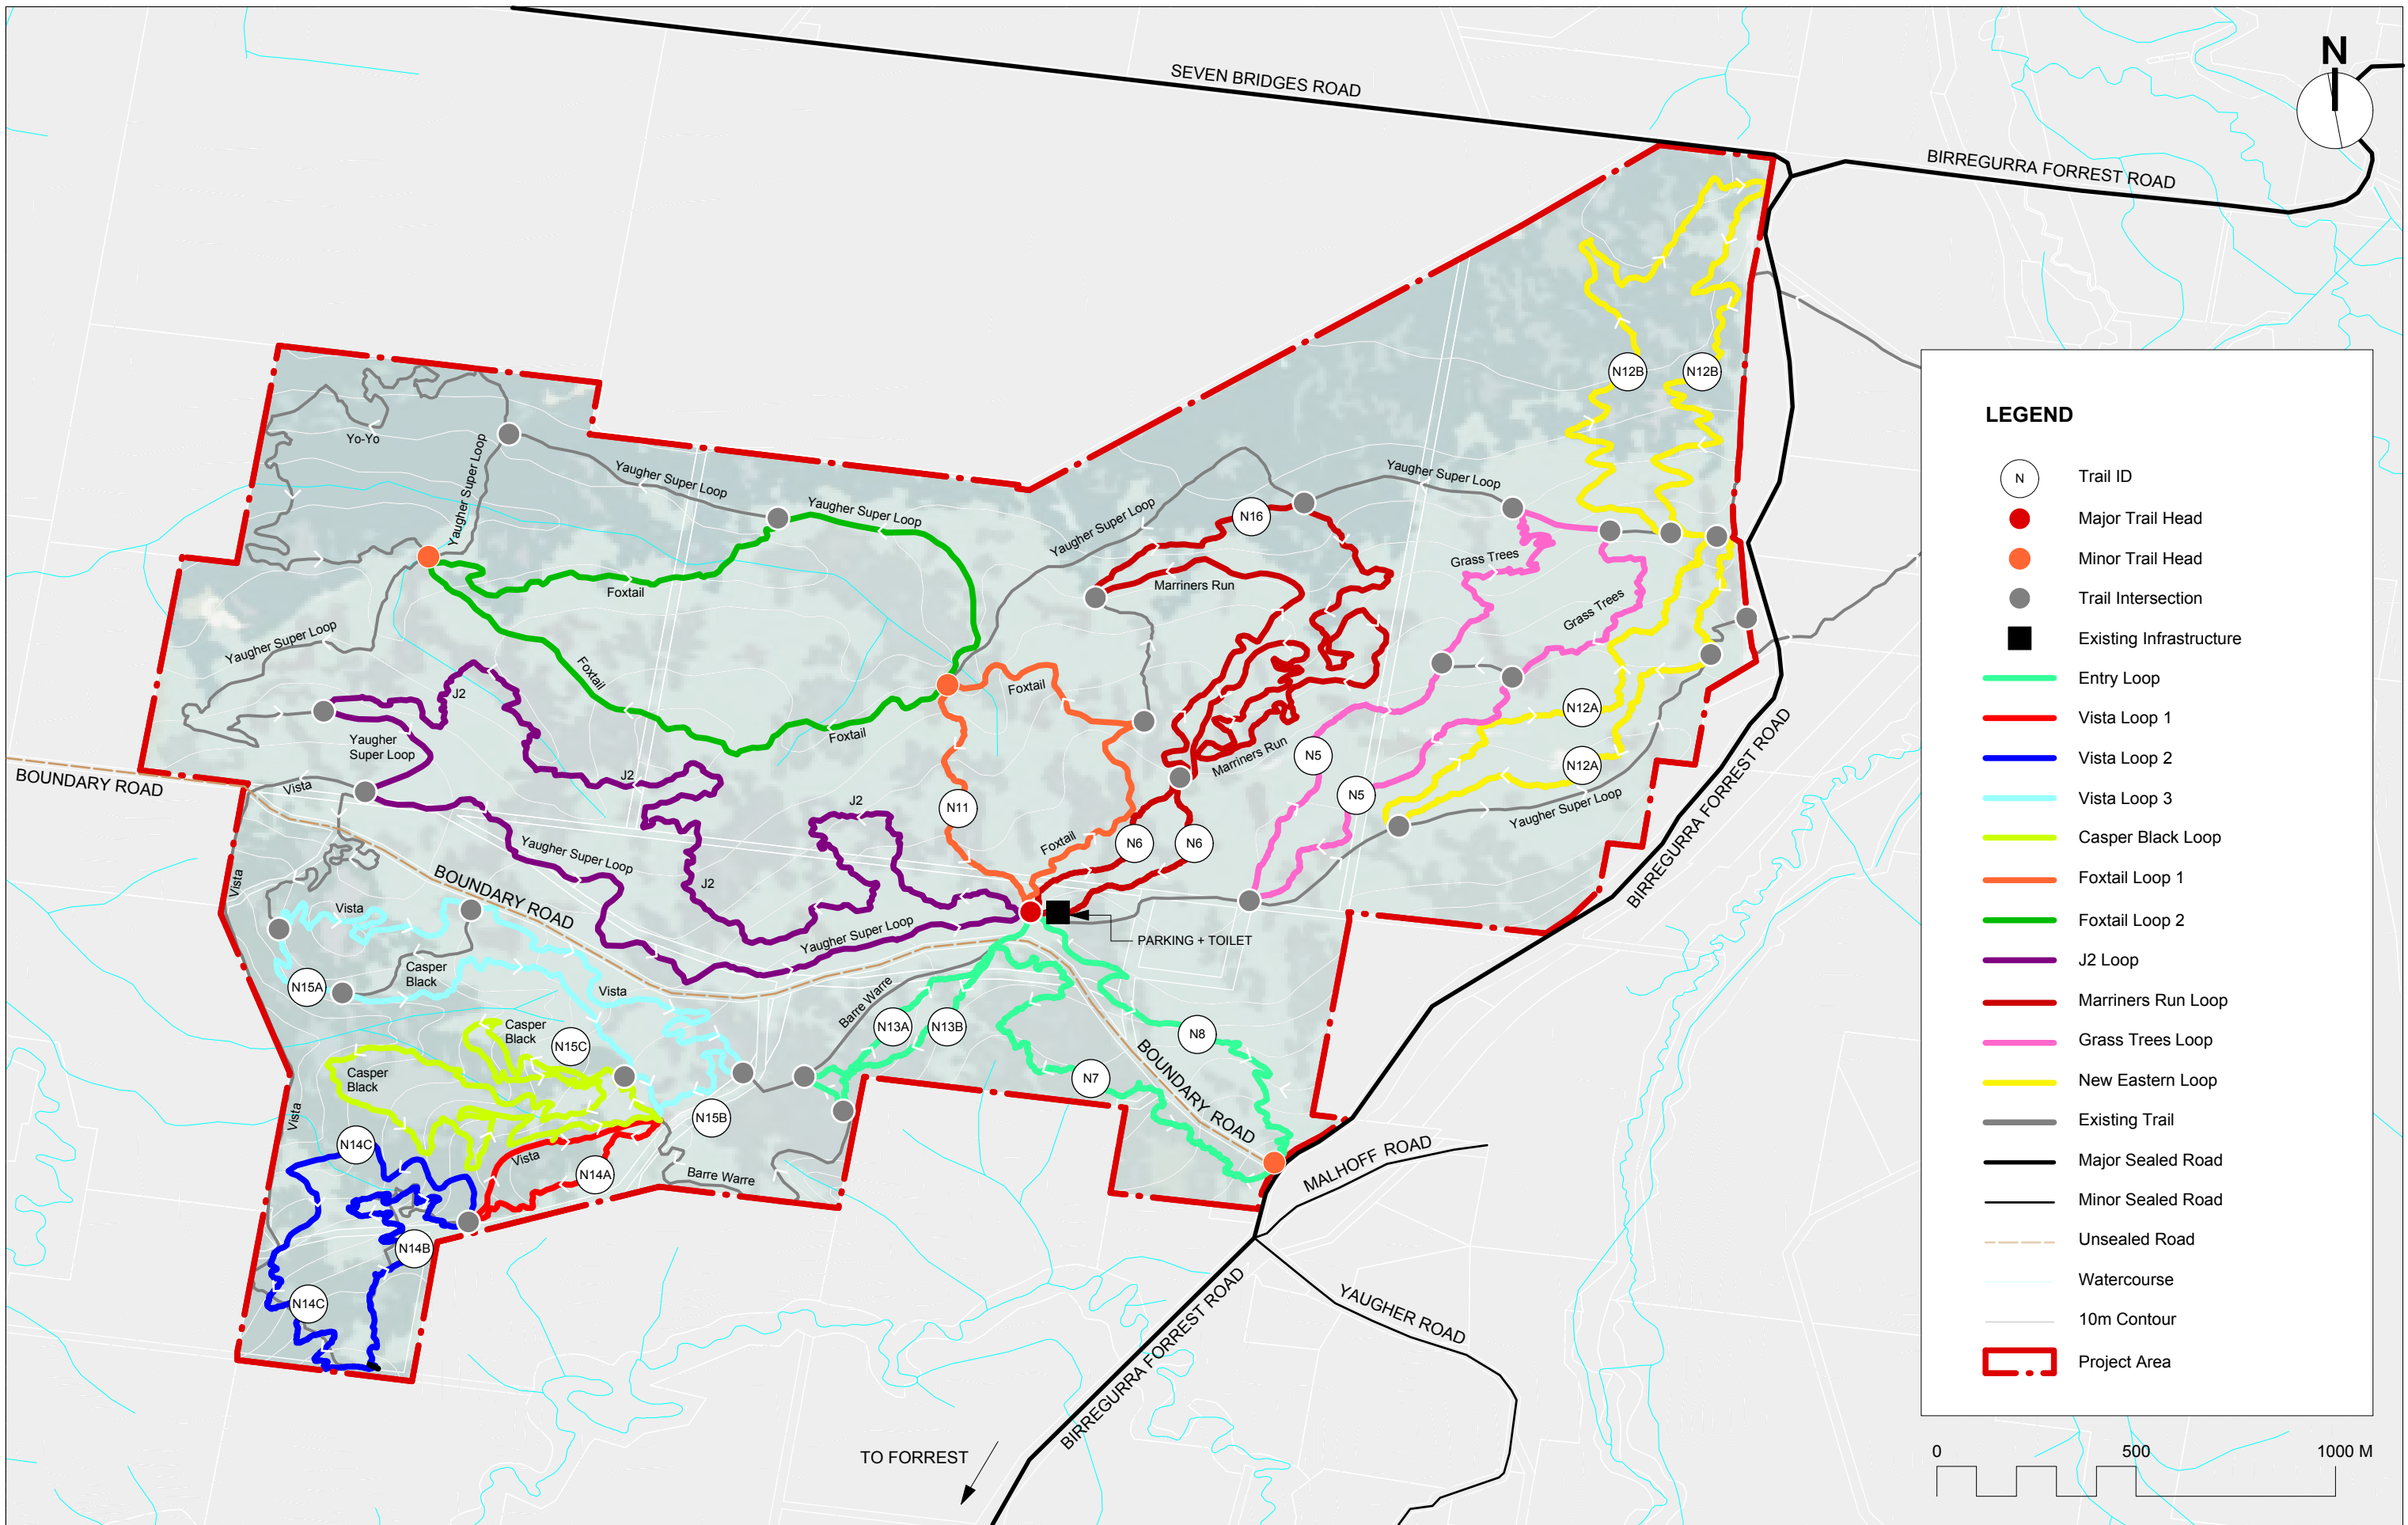 SEVEN BRIDGES ROAD
N
BIRREGURRA FORREST ROAD
N12B
N12B
Yo-Yo
Yaugher Super Loop
Yaugher Super Loop
Yaugher Super Loop
Yaugher Super Loop
Yaugher Super Loop
N16
Marriners Run
Grass Trees
Grass Trees
Foxtail
Foxtail
Yaugher Super Loop
J2
Yaugher
Super Loop
Foxtail
Foxtail
N12A
N12A
N5
N5
Marriners Run
J2
J2
J2
N11
Foxtail
N6
N6
Yaugher Super Loop
BIRREGURRA FORREST ROAD
BOUNDARY ROAD
Vista
Vista
Yaugher Super Loop
BOUNDARY ROAD
Vista
Yaugher Super Loop
PARKING + TOILET
Casper
Black
N15A
Vista
Barre Warre
N13A
N13B
N8
Casper
Black
N15C
Casper
Black
N7
BOUNDARY ROAD
Vista
N15B
N14C
Vista
N14A
Barre Warre
MALHOFF ROAD
N14B
N14C
YAUGHER ROAD
BIRREGURRA FORREST ROAD
TO FORREST
LEGEND
N Trail ID
Major Trail Head
Minor Trail Head
Trail Intersection
Existing Infrastructure
Entry Loop
Vista Loop 1
Vista Loop 2
Vista Loop 3
Casper Black Loop
Foxtail Loop 1
Foxtail Loop 2
J2 Loop
Marriners Run Loop
Grass Trees Loop
New Eastern Loop
Existing Trail
Major Sealed Road
Minor Sealed Road
Unsealed Road
Watercourse
10m Contour
Project Area
0 500 1000 M